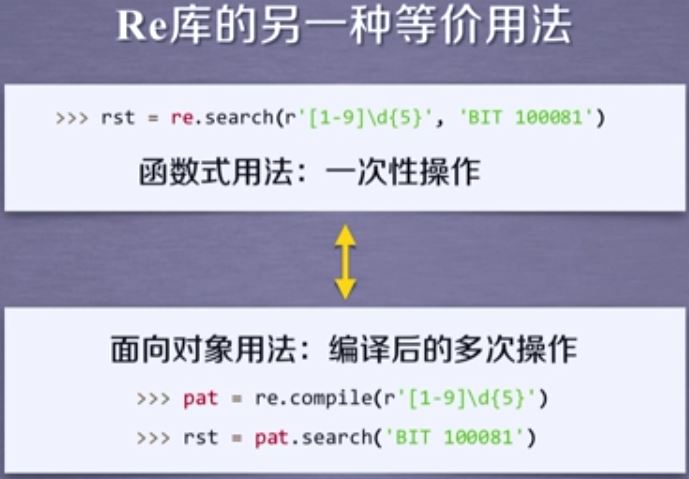 Re库的另一种等价用法
>>> rst = re.search(r'[1-9]\d{5}', 'BIT 100081')
函数式用法：一次性操作
面向对象用法：编译后的多次操作
>>> pat = re.compile(r'[1-9]\d{5}')
>>> rst = pat.search('BIT 100081')